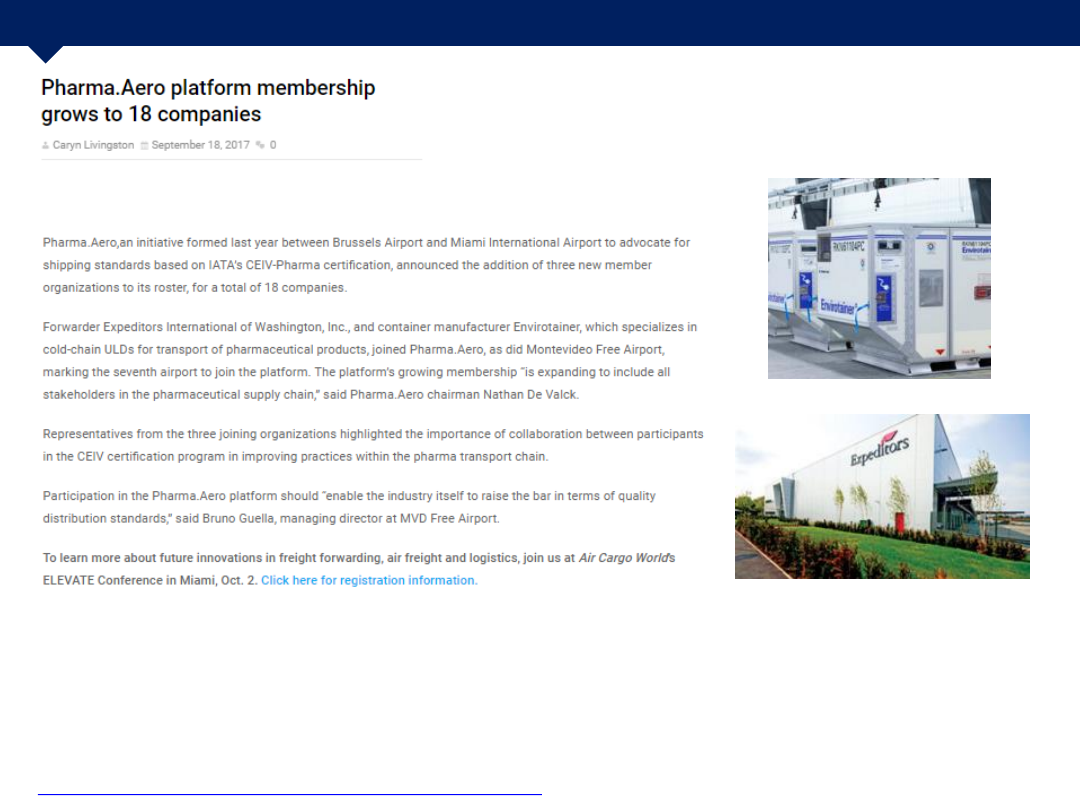 Pharma.Aero platform membership
grows to 18 companies
Caryn Livingston September 18, 2017 0
Pharma.Aero,an initiative formed last year between Brussels Airport and Miami International Airport to advocate for
shipping standards based on IATA's CEIV-Pharma certification, announced the addition of three new member
organizations to its roster, for a total of 18 companies.
Forwarder Expeditors International of Washington, Inc., and container manufacturer Envirotainer, which specializes in
cold-chain ULDs for transport of pharmaceutical products, joined Pharma.Aero, as did Montevideo Free Airport,
marking the seventh airport to join the platform. The platform's growing membership “is expanding to include all
stakeholders in the pharmaceutical supply chain,” said Pharma.Aero chairman Nathan De Valck.
Representatives from the three joining organizations highlighted the importance of collaboration between participants
in the CEIV certification program in improving practices within the pharma transport chain.
Participation in the Pharma.Aero platform should “enable the industry itself to raise the bar in terms of quality
distribution standards,” said Bruno Guella, managing director at MVD Free Airport.
To learn more about future innovations in freight forwarding, air freight and logistics, join us at Air Cargo World's
ELEVATE Conference in Miami, Oct. 2. Click here for registration information.
Envirotainer
Expeditors